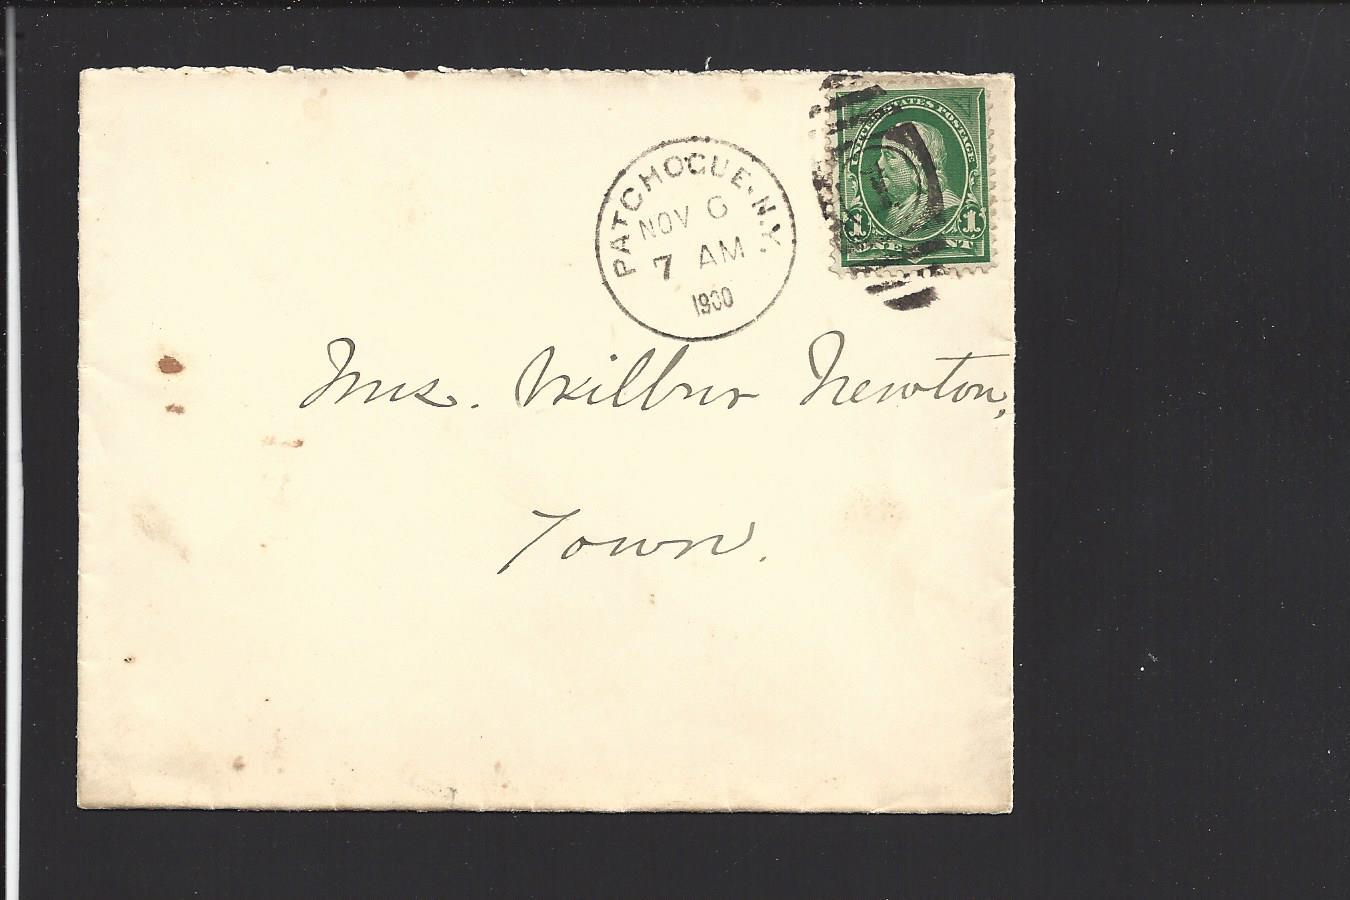 UNITED STATES POSTAGE
PATCHOGUE. N.Y.
NOV 6
7 AM
1900
1 1
ONE CENT
Mrs. Wilbur Newton,
Town.